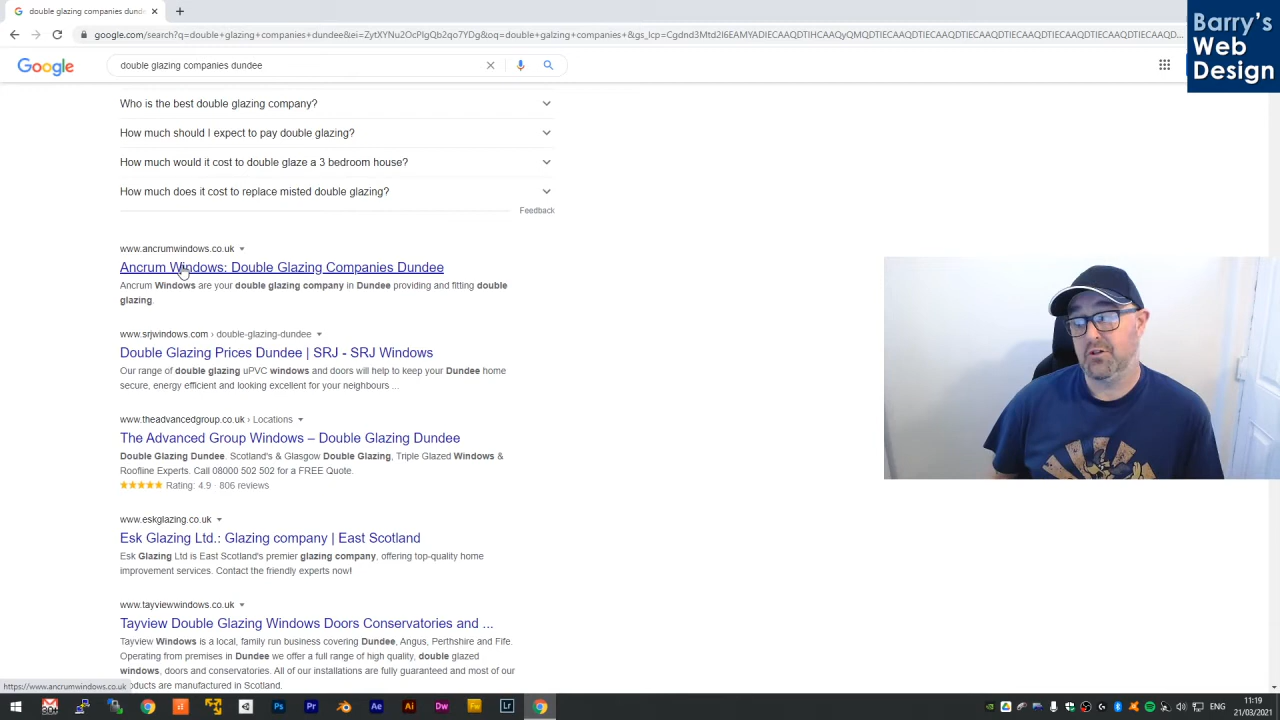 double glazing companies dund
google.com/search?q=double+glazing+companies+dundee&ei=ZytXYNu2OcPIgQb2qo7YDg&oq=double+galzing+companies+&gs_lcp=Cgdnd3Mtd2l6EAMYADIECAAQDTIHCAAQyQMQDTIECAAQDTIECAAQDTIECAAQDTIECAAQDTIECAAQDTIECAAQDTIECAAQD...
Barry's
Web
Design
Google
double glazing companies dundee
Who is the best double glazing company?
How much should I expect to pay double glazing?
How much would it cost to double glaze a 3 bedroom house?
How much does it cost to replace misted double glazing?
Feedback
www.ancrumwindows.co.uk
Ancrum Windows: Double Glazing Companies Dundee
Ancrum Windows are your double glazing company in Dundee providing and fitting double
glazing.
www.srjwindows.com › double-glazing-dundee
Double Glazing Prices Dundee | SRJ - SRJ Windows
Our range of double glazing uPVC windows and doors will help to keep your Dundee home
secure, energy efficient and looking excellent for your neighbours ...
www.theadvancedgroup.co.uk › Locations
The Advanced Group Windows – Double Glazing Dundee
Double Glazing Dundee. Scotland's & Glasgow Double Glazing, Triple Glazed Windows &
Roofline Experts. Call 08000 502 502 for a FREE Quote.
Rating: 4.9 · 806 reviews
www.eskglazing.co.uk
Esk Glazing Ltd.: Glazing company | East Scotland
Esk Glazing Ltd is East Scotland's premier glazing company, offering top-quality home
improvement services. Contact the friendly experts now!
www.tayviewwindows.co.uk
Tayview Double Glazing Windows Doors Conservatories and ...
Tayview Windows is a local, family run business covering Dundee, Angus, Perthshire and Fife.
Operating from premises in Dundee we offer a full range of high quality, double glazed
windows, doors and conservatories. All of our installations are fully guaranteed and most of our
products are manufactured in Scotland.
https://www.ancrumwindows.co.uk
30+
Ps
Pr
Ae
Ai
Dw
Fw
Lr
ENG
11:19
21/03/2021